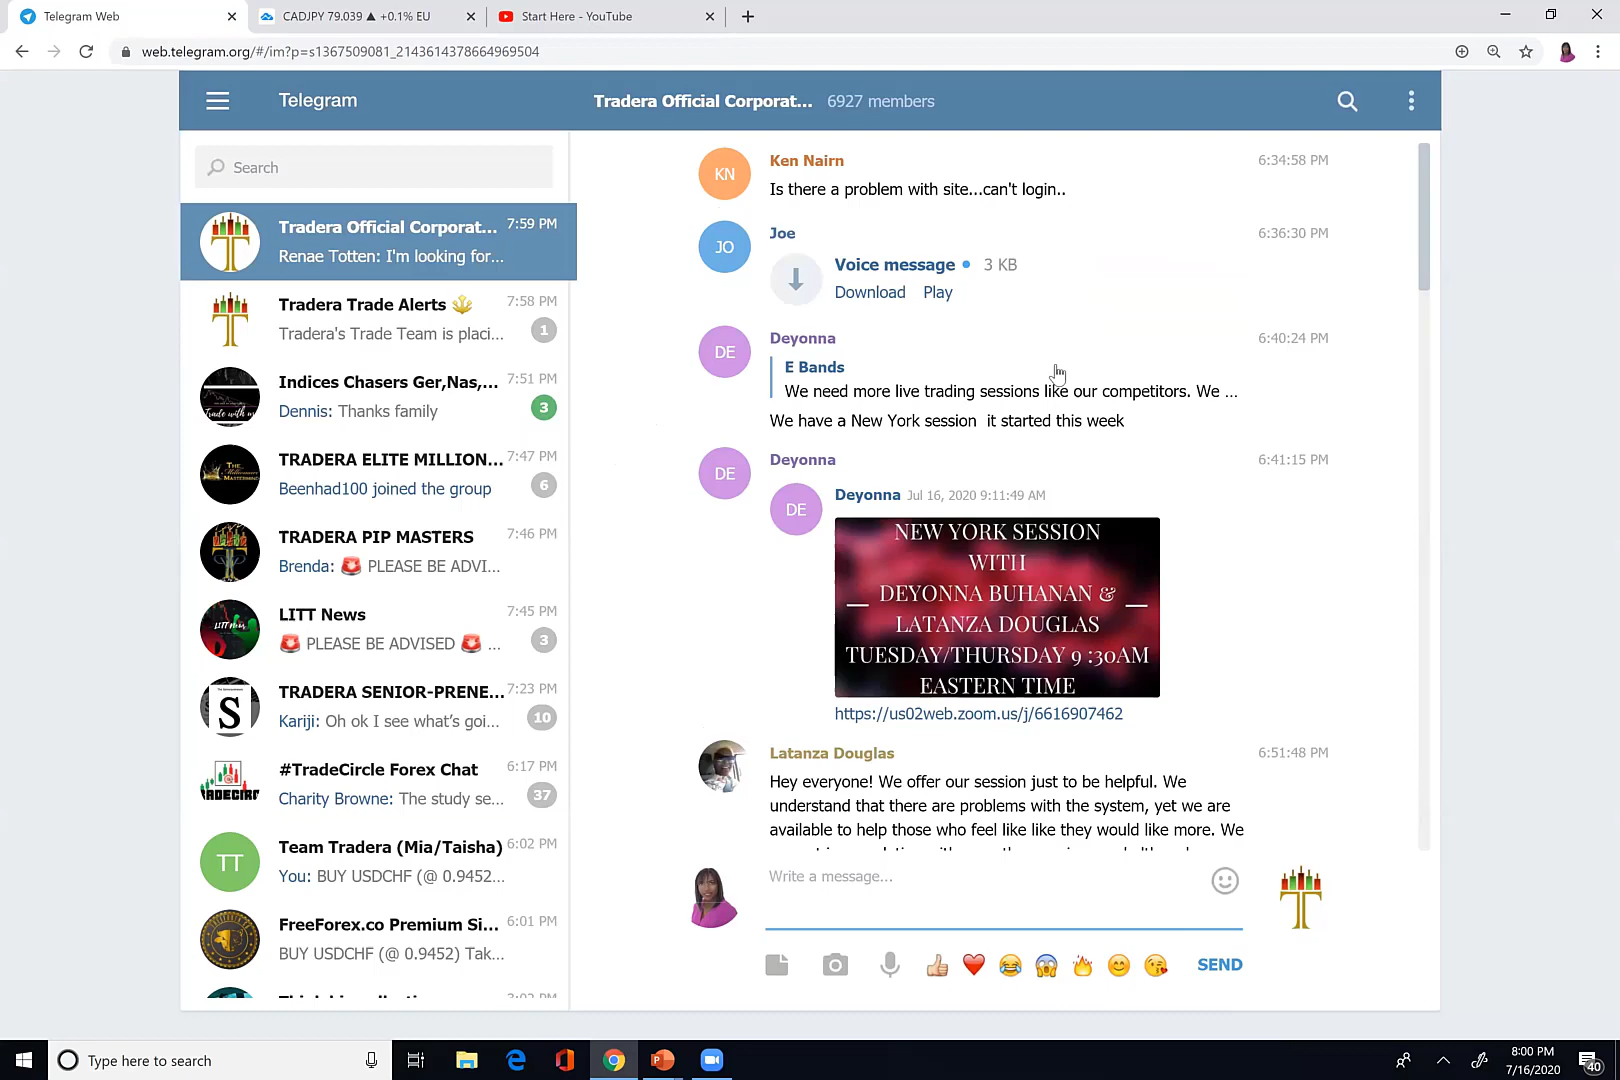 Telegram Web
CADJPY 79.039 ▲ +0.1% EU
Start Here - YouTube
web.telegram.org/#/im?p=s1367509081_2143614378664969504
Telegram
Tradera Official Corporat...
6927 members
Search
Tradera Official Corporat...
7:59 PM
Renae Totten: I'm looking for...
Tradera Trade Alerts
7:58 PM
Tradera's Trade Team is placi...
1
Indices Chasers Ger,Nas,...
7:51 PM
Dennis: Thanks family
3
TRADERA ELITE MILLION...
7:47 PM
Beenhad100 joined the group
6
TRADERA PIP MASTERS
7:46 PM
Brenda: 🚨 PLEASE BE ADVI...
LITT News
7:45 PM
🚨 PLEASE BE ADVISED 🚨 ...
3
TRADERA SENIOR-PRENE...
7:23 PM
Kariji: Oh ok I see what's goi...
10
#TradeCircle Forex Chat
6:17 PM
Charity Browne: The study se...
37
TT
Team Tradera (Mia/Taisha)
6:02 PM
You: BUY USDCHF (@ 0.9452...
FreeForex.co Premium Si...
6:01 PM
BUY USDCHF (@ 0.9452) Tak...
KN
Ken Nairn
6:34:58 PM
Is there a problem with site...can't login..
JO
Joe
6:36:30 PM
Voice message
3 KB
Download
Play
DE
Deyonna
6:40:24 PM
E Bands
We need more live trading sessions like our competitors. We ...
We have a New York session it started this week
DE
Deyonna
6:41:15 PM
DE
Deyonna Jul 16, 2020 9:11:49 AM
NEW YORK SESSION
WITH
DEYONNA BUHANAN &
LATANZA DOUGLAS
TUESDAY/THURSDAY 9 :30AM
EASTERN TIME
https://us02web.zoom.us/j/6616907462
Latanza Douglas
6:51:48 PM
Hey everyone! We offer our session just to be helpful. We
understand that there are problems with the system, yet we are
available to help those who feel like like they would like more. We
Write a message...
SEND
Type here to search
8:00 PM
7/16/2020
40